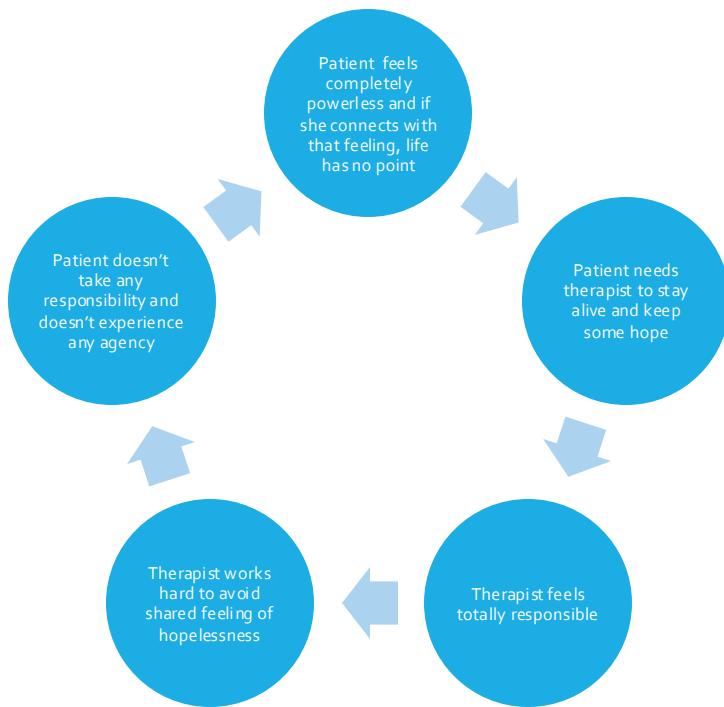 Patient feels
completely
powerless and if
she connects with
that feeling, life
has no point
Patient needs
therapist to stay
alive and keep
some hope
Therapist feels
totally responsible
Therapist works
hard to avoid
shared feeling of
hopelessness
Patient doesn’t
take any
responsibility and
doesn’t experience
any agency